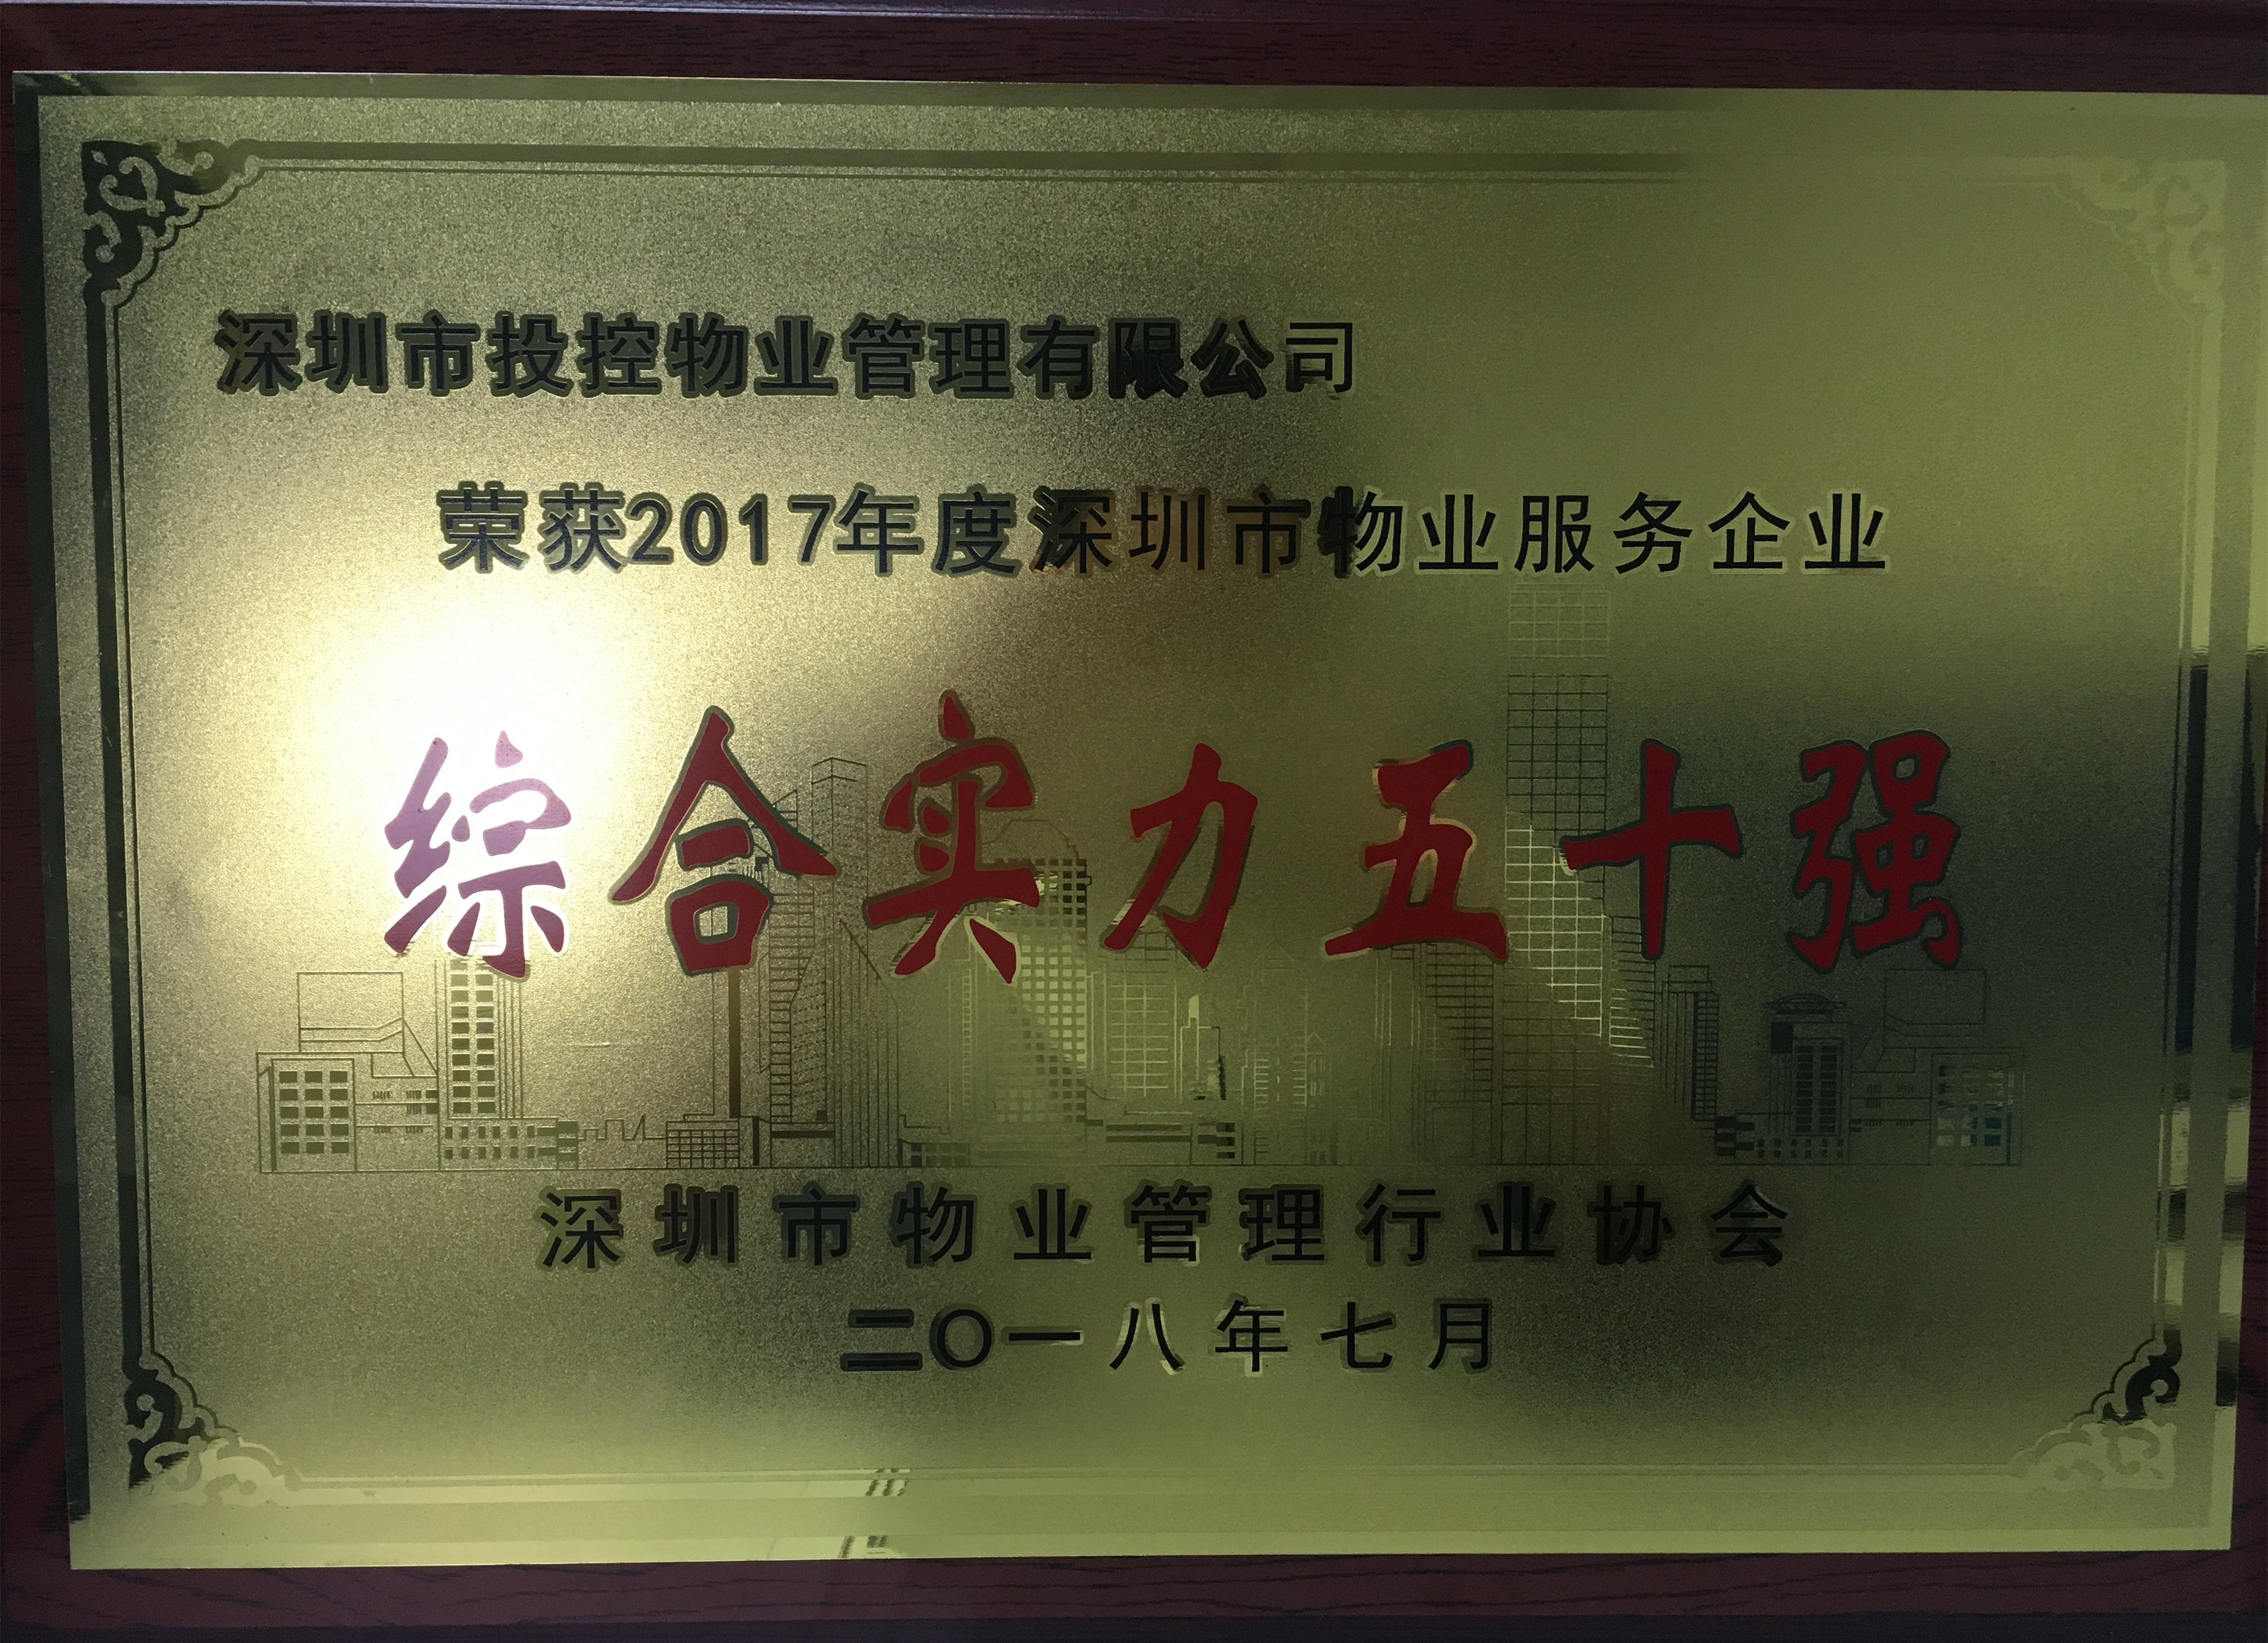 深圳市投控物业管理有限公司
荣获2017年度深圳市物业服务企业
综合实力五十强
深圳市物业管理行业协会
二〇一八年七月